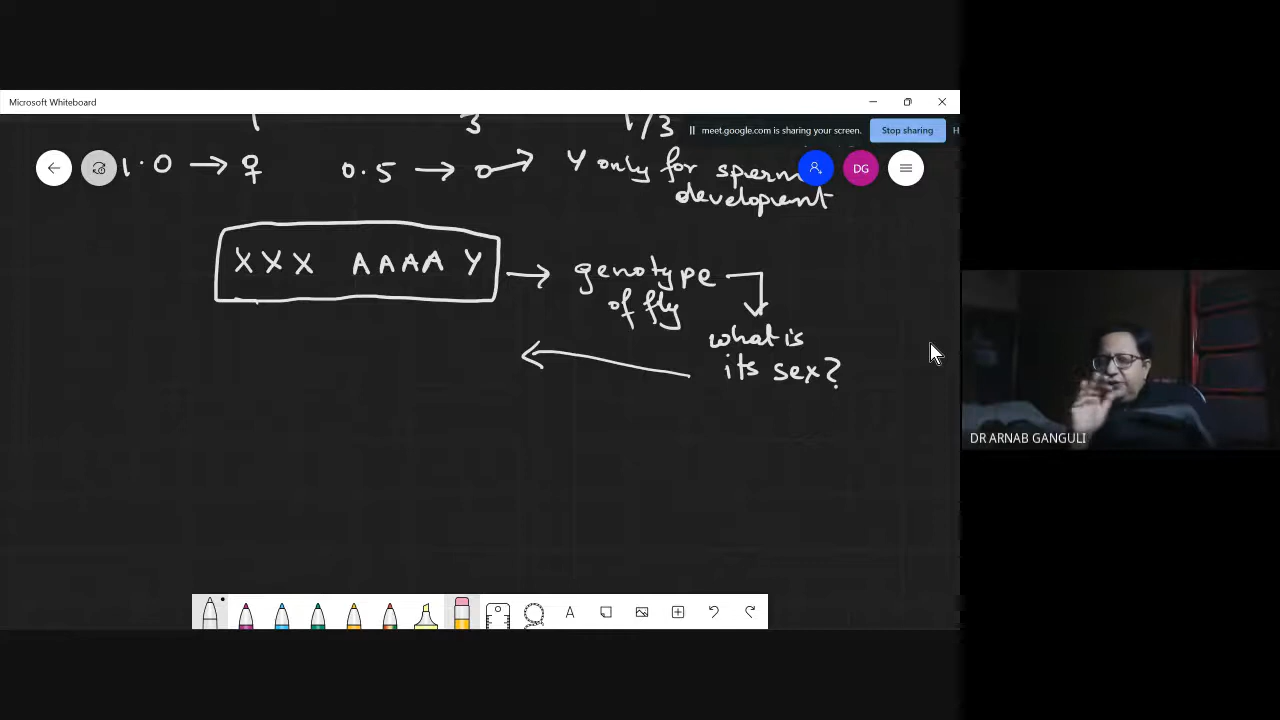 Microsoft Whiteboard
meet.google.com is sharing your screen. Stop sharing H
1 3 1/3
1.0 → ♀ 0.5 → ♂ Y only for sperm
development
DG
XXX AAAA Y → genotype
of fly
what is
its sex?
DR ARNAB GANGULI
A